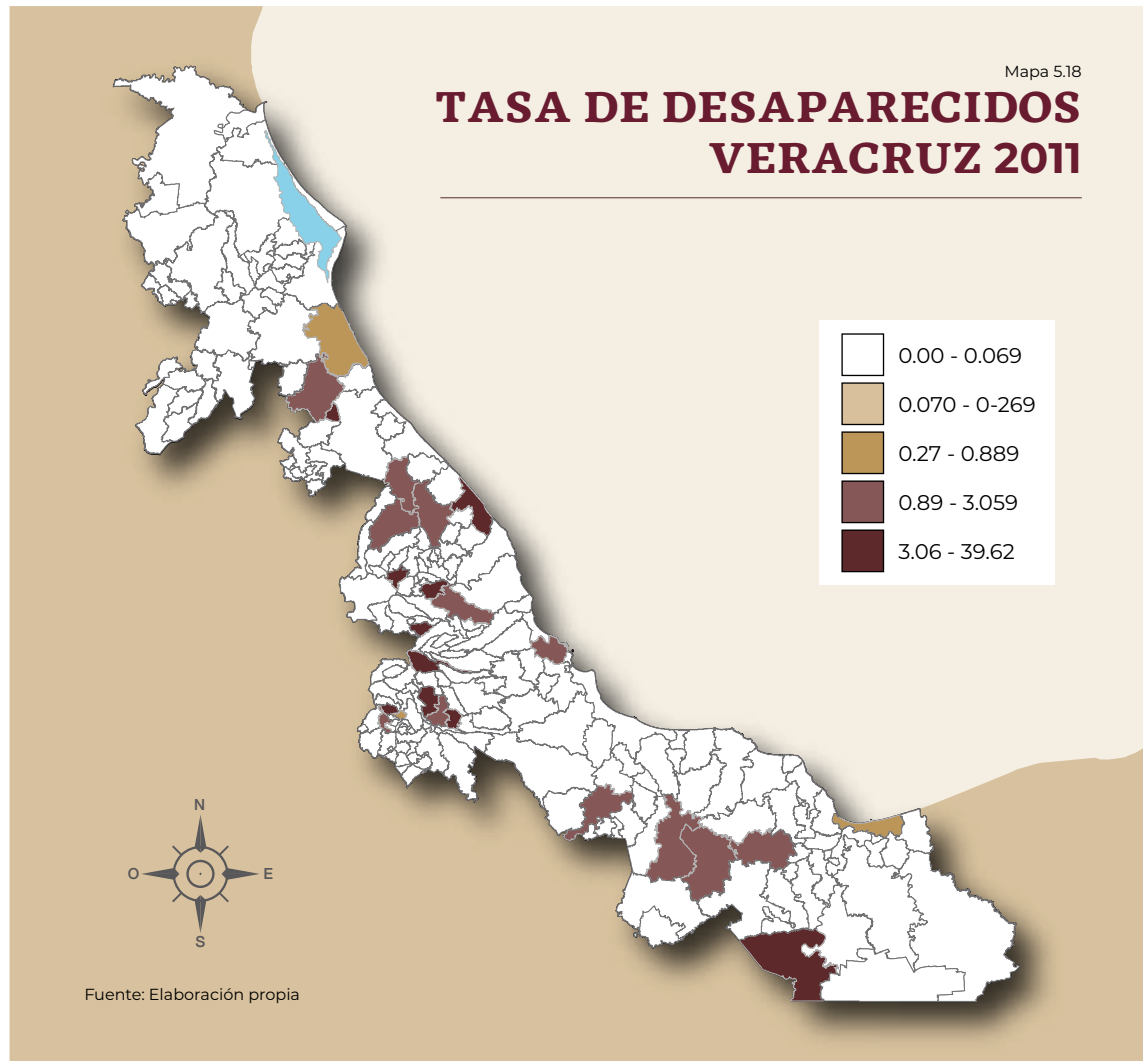 Mapa 5.18
TASA DE DESAPARECIDOS
VERACRUZ 2011
0.00 - 0.069
0.070 - 0-269
0.27 - 0.889
0.89 - 3.059
3.06 - 39.62
N
O
E
S
Fuente: Elaboración propia